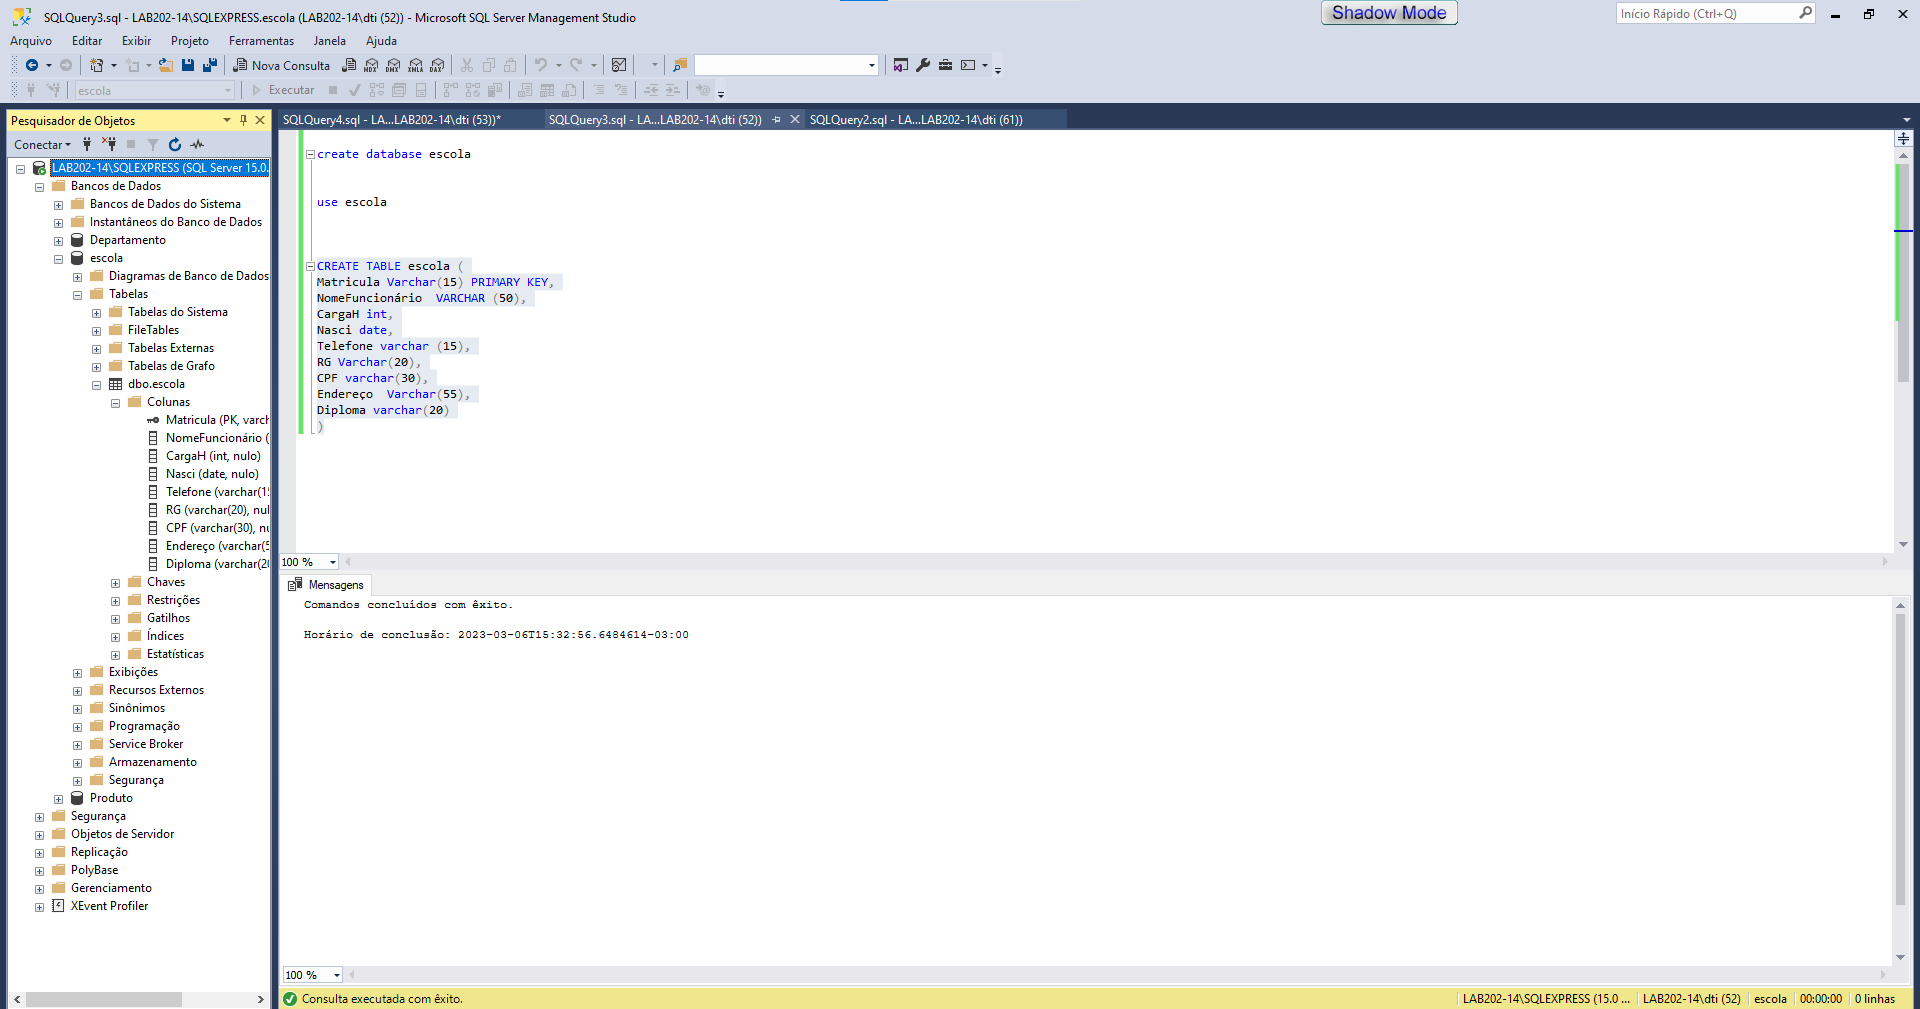 SQLQuery3.sql - LAB202-14\SQLEXPRESS.escola (LAB202-14\dti (52)) - Microsoft SQL Server Management Studio
Shadow Mode
Início Rápido (Ctrl+Q)
Arquivo Editar Exibir Projeto Ferramentas Janela Ajuda
Nova Consulta
MDX DMX XMLA DAX
escola
Executar
Pesquisador de Objetos
SQLQuery4.sql - LA...LAB202-14\dti (53))*
SQLQuery3.sql - LA...LAB202-14\dti (52))
SQLQuery2.sql - LA...LAB202-14\dti (61))
Conectar
LAB202-14\SQLEXPRESS (SQL Server 15.0.
Bancos de Dados
Bancos de Dados do Sistema
Instantâneos do Banco de Dados
Departamento
escola
Diagramas de Banco de Dados
Tabelas
Tabelas do Sistema
FileTables
Tabelas Externas
Tabelas de Grafo
dbo.escola
Colunas
Matricula (PK, varch
NomeFuncionário (
CargaH (int, nulo)
Nasci (date, nulo)
Telefone (varchar(15
RG (varchar(20), nul
CPF (varchar(30), nu
Endereço (varchar(5
Diploma (varchar(20
Chaves
Restrições
Gatilhos
Índices
Estatísticas
Exibições
Recursos Externos
Sinônimos
Programação
Service Broker
Armazenamento
Segurança
Produto
Segurança
Objetos de Servidor
Replicação
PolyBase
Gerenciamento
XEvent Profiler
create database escola
use escola
CREATE TABLE escola (
Matricula Varchar(15) PRIMARY KEY,
NomeFuncionário  VARCHAR (50),
CargaH int,
Nasci date,
Telefone varchar (15),
RG Varchar(20),
CPF varchar(30),
Endereço  Varchar(55),
Diploma varchar(20)
)
100 %
Mensagens
Comandos concluídos com êxito.
Horário de conclusão: 2023-03-06T15:32:56.6484614-03:00
100 %
Consulta executada com êxito.
LAB202-14\SQLEXPRESS (15.0 ...
LAB202-14\dti (52)
escola
00:00:00
0 linhas